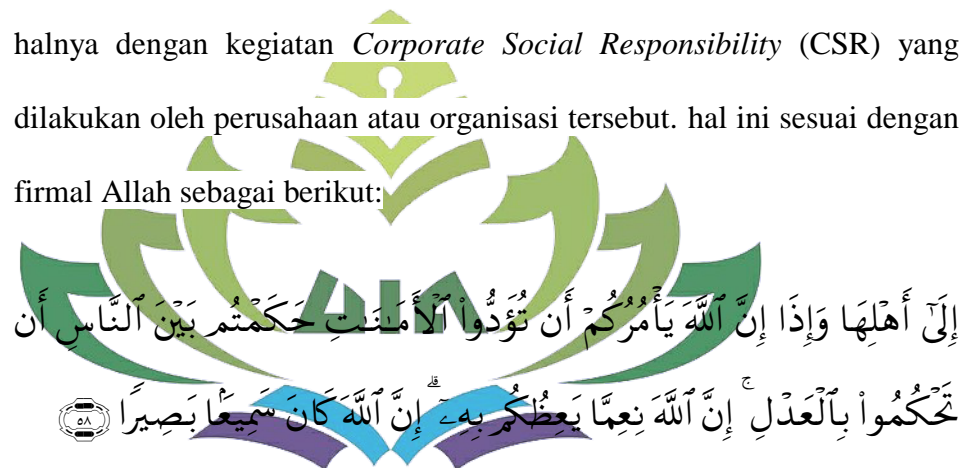 halnya dengan kegiatan Corporate Social Responsibility (CSR) yang
dilakukan oleh perusahaan atau organisasi tersebut. hal ini sesuai dengan
firmal Allah sebagai berikut:
UIN
إِلَىٰٓ أَهْلِهَا وَإِذَا إِنَّ ٱللَّهَ يَأْمُرُكُمْ أَن تُؤَدُّوا۟ ٱلْأَمَـٰنَـٰتِ حَكَمْتُم بَيْنَ ٱلنَّاسِ أَن
تَحْكُمُوا۟ بِٱلْعَدْلِ ۚ إِنَّ ٱللَّهَ نِعِمَّا يَعِظُكُم بِهِۦٓ ۗ إِنَّ ٱللَّهَ كَانَ سَمِيعًۢا بَصِيرًا ٥٨